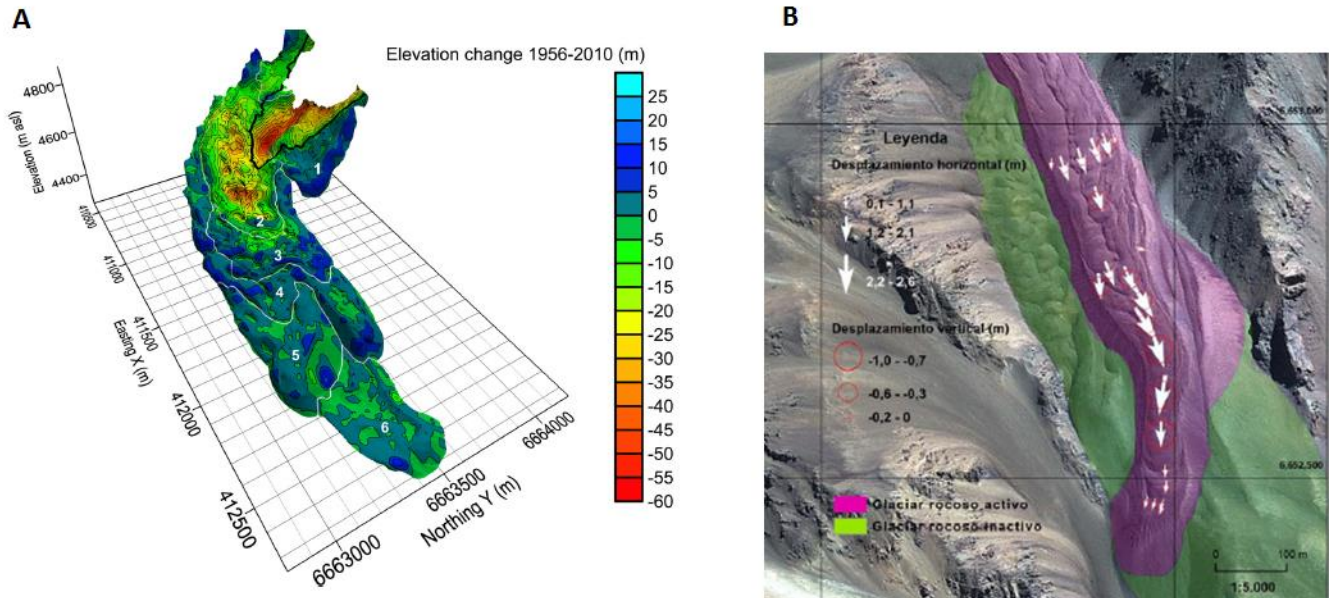 A
Elevation change 1956-2010 (m)
25
20
15
10
5
0
-5
-10
-15
-20
-25
-30
-35
-40
-45
-50
-55
-60
4800
4600
4400
Elevation (m asl)
1
2
3
4
5
6
410500
411000
411500
412000
412500
Easting X (m)
6663000
6663500
6664000
Northing Y (m)
B
Leyenda
Desplazamiento horizontal (m)
0,1 - 1,1
1,2 - 2,1
2,2 - 2,6
Desplazamiento vertical (m)
-1,0 - -0,7
-0,6 - -0,3
-0,2 - 0
6,652,500
Glaciar rocoso activo
Glaciar rocoso inactivo
0 100 m
1:5.000